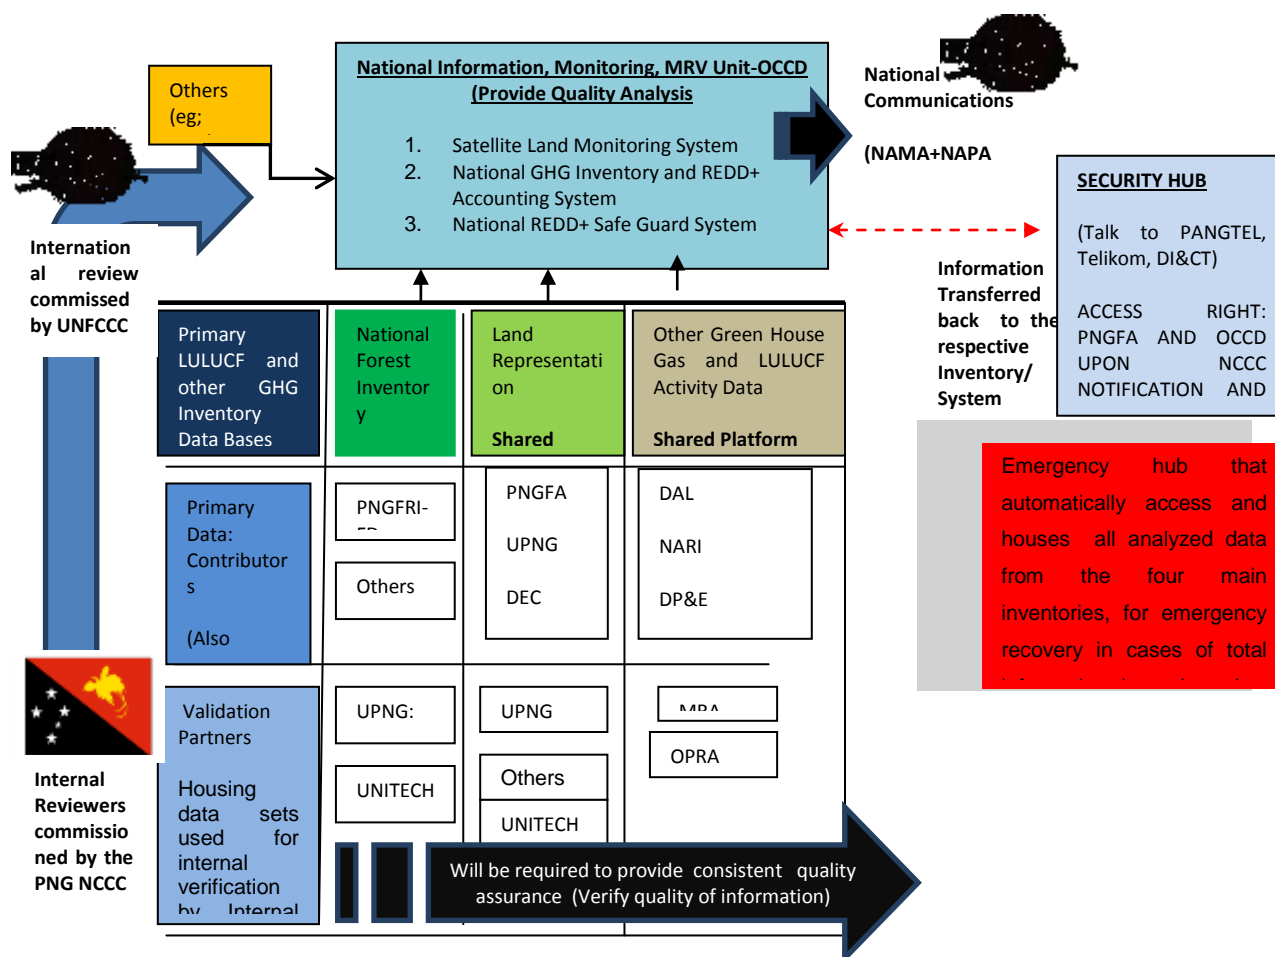 National Information, Monitoring, MRV Unit-OCCD
(Provide Quality Analysis
1. Satellite Land Monitoring System
2. National GHG Inventory and REDD+
Accounting System
3. National REDD+ Safe Guard System
Others
(eg;
National
Communications
(NAMA+NAPA
Internation
al review
commissed
by UNFCCC
SECURITY HUB
(Talk to PANGTEL,
Telikom, DI&CT)
ACCESS RIGHT:
PNGFA AND OCCD
UPON NCCC
NOTIFICATION AND
Information
Transferred
back to the
respective
Inventory/
System
Primary
LULUCF and
other GHG
Inventory
Data Bases
National
Forest
Inventor
y
Land
Representati
on
Shared
Other Green House
Gas and LULUCF
Activity Data
Shared Platform
Emergency hub that
automatically access and
houses all analyzed data
from the four main
inventories, for emergency
recovery in cases of total
Primary
Data:
Contributor
s
(Also
PNGFRI-
Others
PNGFA
UPNG
DEC
DAL
NARI
DP&E
Validation
Partners
Housing
data sets
used for
internal
verification
by Internal
UPNG:
UNITECH
UPNG
Others
UNITECH
OPRA
Internal
Reviewers
commissio
ned by the
PNG NCCC
Will be required to provide consistent quality
assurance (Verify quality of information)